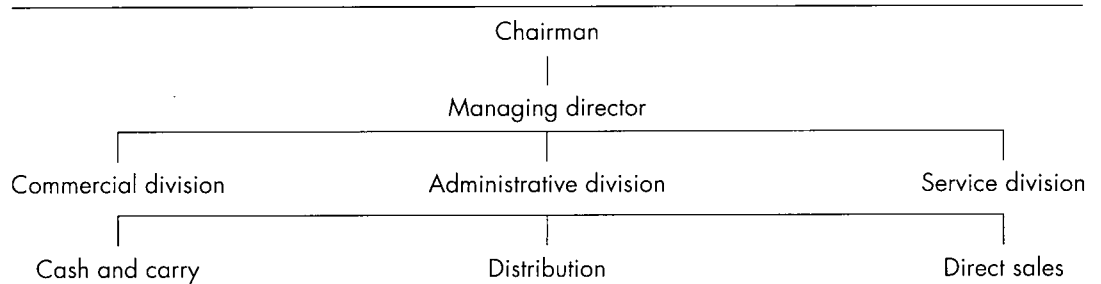 Chairman
Managing director
Commercial division Administrative division Service division
Cash and carry Distribution Direct sales